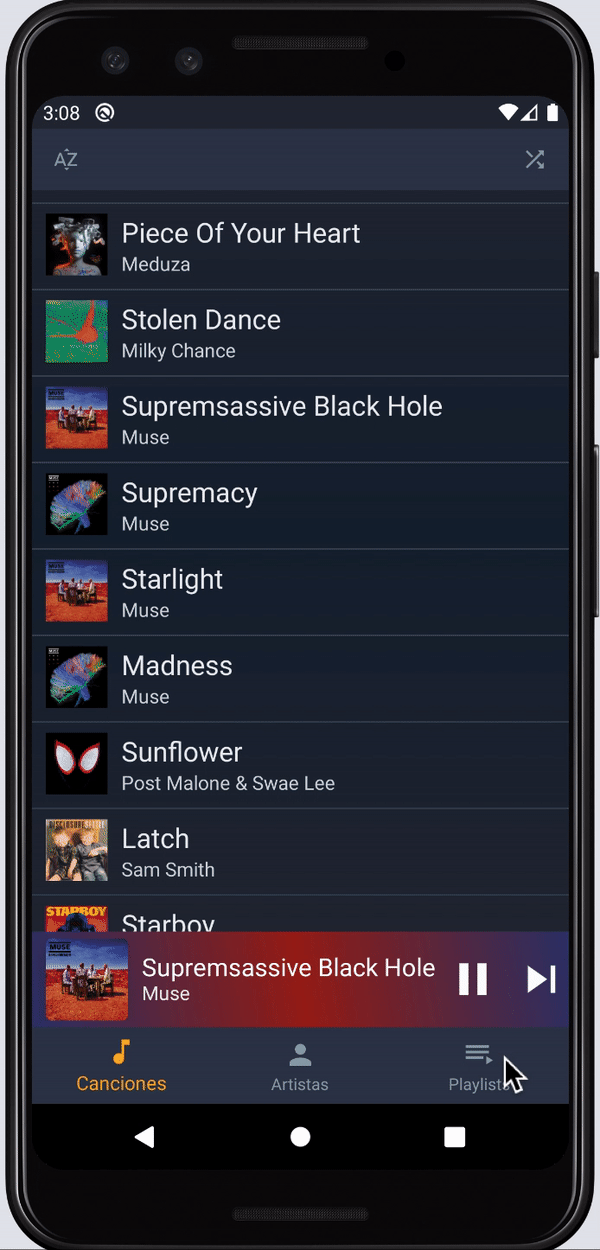 3:08
AZ
Piece Of Your Heart
Meduza
Stolen Dance
Milky Chance
Supremsassive Black Hole
Muse
Supremacy
Muse
Starlight
Muse
Madness
Muse
Sunflower
Post Malone & Swae Lee
Latch
Sam Smith
STARBOY
Starboy
MUSE
Supremsassive Black Hole
Muse
Canciones
Artistas
Playlists